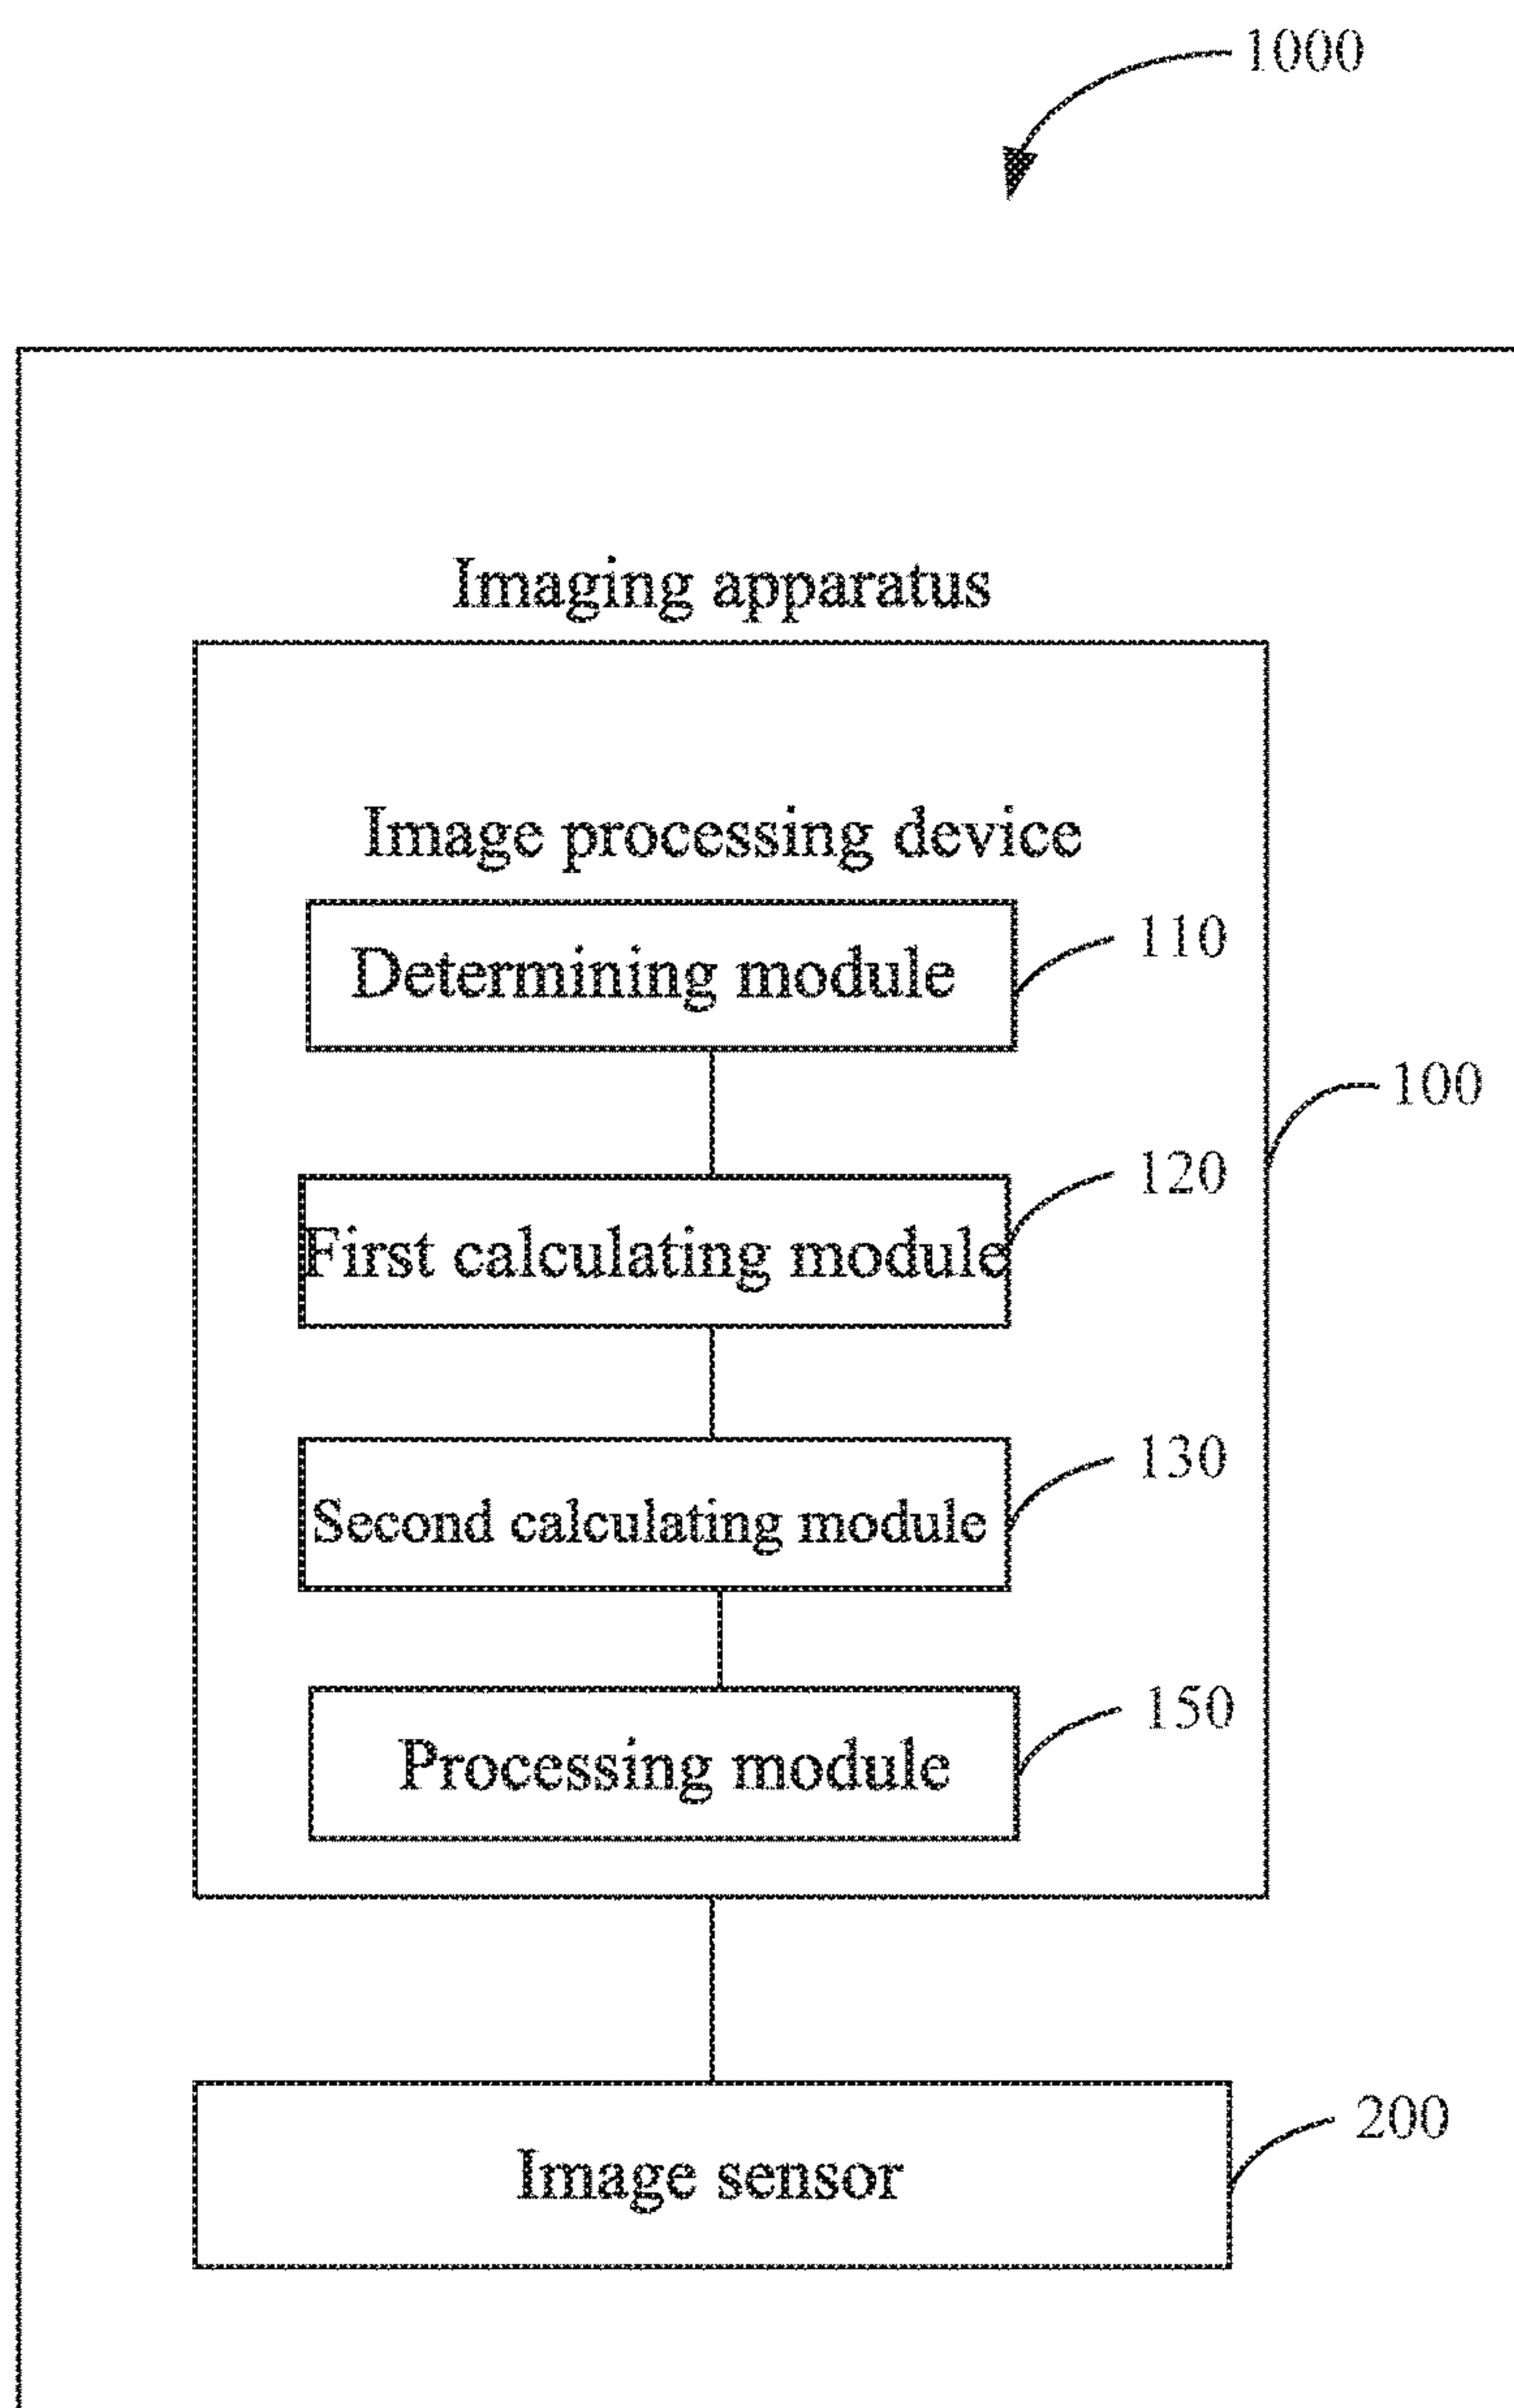 1000
Imaging apparatus
Image processing device
Determining module
110
100
First calculating module
120
Second calculating module
130
Processing module
150
Image sensor
200